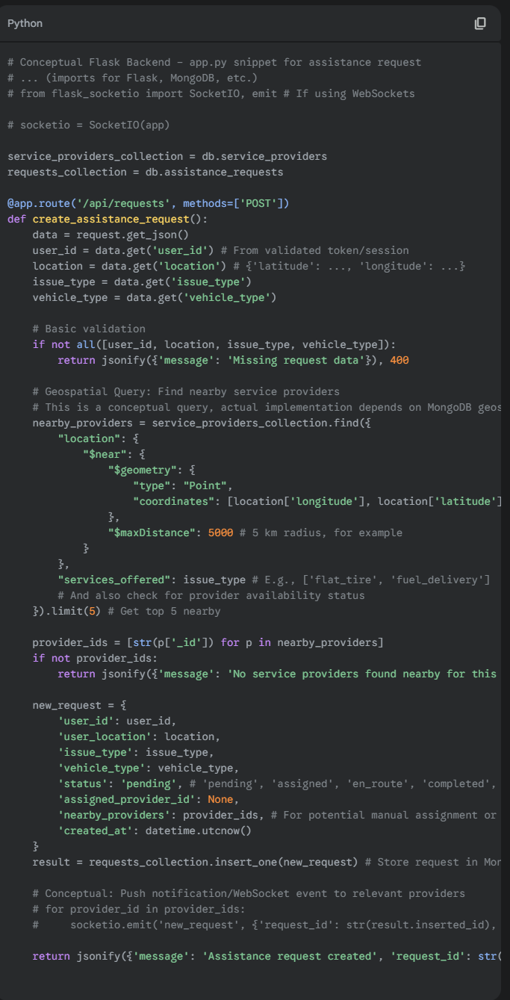 Python
# Conceptual Flask Backend - app.py snippet for assistance request
# ... (imports for Flask, MongoDB, etc.)
# from flask_socketio import SocketIO, emit # If using WebSockets
# socketio = SocketIO(app)
service_providers_collection = db.service_providers
requests_collection = db.assistance_requests
@app.route('/api/requests', methods=['POST'])
def create_assistance_request():
    data = request.get_json()
    user_id = data.get('user_id') # From validated token/session
    location = data.get('location') # {'latitude': ..., 'longitude': ...}
    issue_type = data.get('issue_type')
    vehicle_type = data.get('vehicle_type')
    # Basic validation
    if not all([user_id, location, issue_type, vehicle_type]):
        return jsonify({'message': 'Missing request data'}), 400
    # Geospatial Query: Find nearby service providers
    # This is a conceptual query, actual implementation depends on MongoDB geos
    nearby_providers = service_providers_collection.find({
        "location": {
            "$near": {
                "$geometry": {
                    "type": "Point",
                    "coordinates": [location['longitude'], location['latitude']
                },
                "$maxDistance": 5000 # 5 km radius, for example
            }
        },
        "services_offered": issue_type # E.g., ['flat_tire', 'fuel_delivery']
        # And also check for provider availability status
    }).limit(5) # Get top 5 nearby
    provider_ids = [str(p['_id']) for p in nearby_providers]
    if not provider_ids:
        return jsonify({'message': 'No service providers found nearby for this
    new_request = {
        'user_id': user_id,
        'user_location': location,
        'issue_type': issue_type,
        'vehicle_type': vehicle_type,
        'status': 'pending', # 'pending', 'assigned', 'en_route', 'completed',
        'assigned_provider_id': None,
        'nearby_providers': provider_ids, # For potential manual assignment or
        'created_at': datetime.utcnow()
    }
    result = requests_collection.insert_one(new_request) # Store request in Mon
    # Conceptual: Push notification/WebSocket event to relevant providers
    # for provider_id in provider_ids:
    #     socketio.emit('new_request', {'request_id': str(result.inserted_id),
    return jsonify({'message': 'Assistance request created', 'request_id': str(